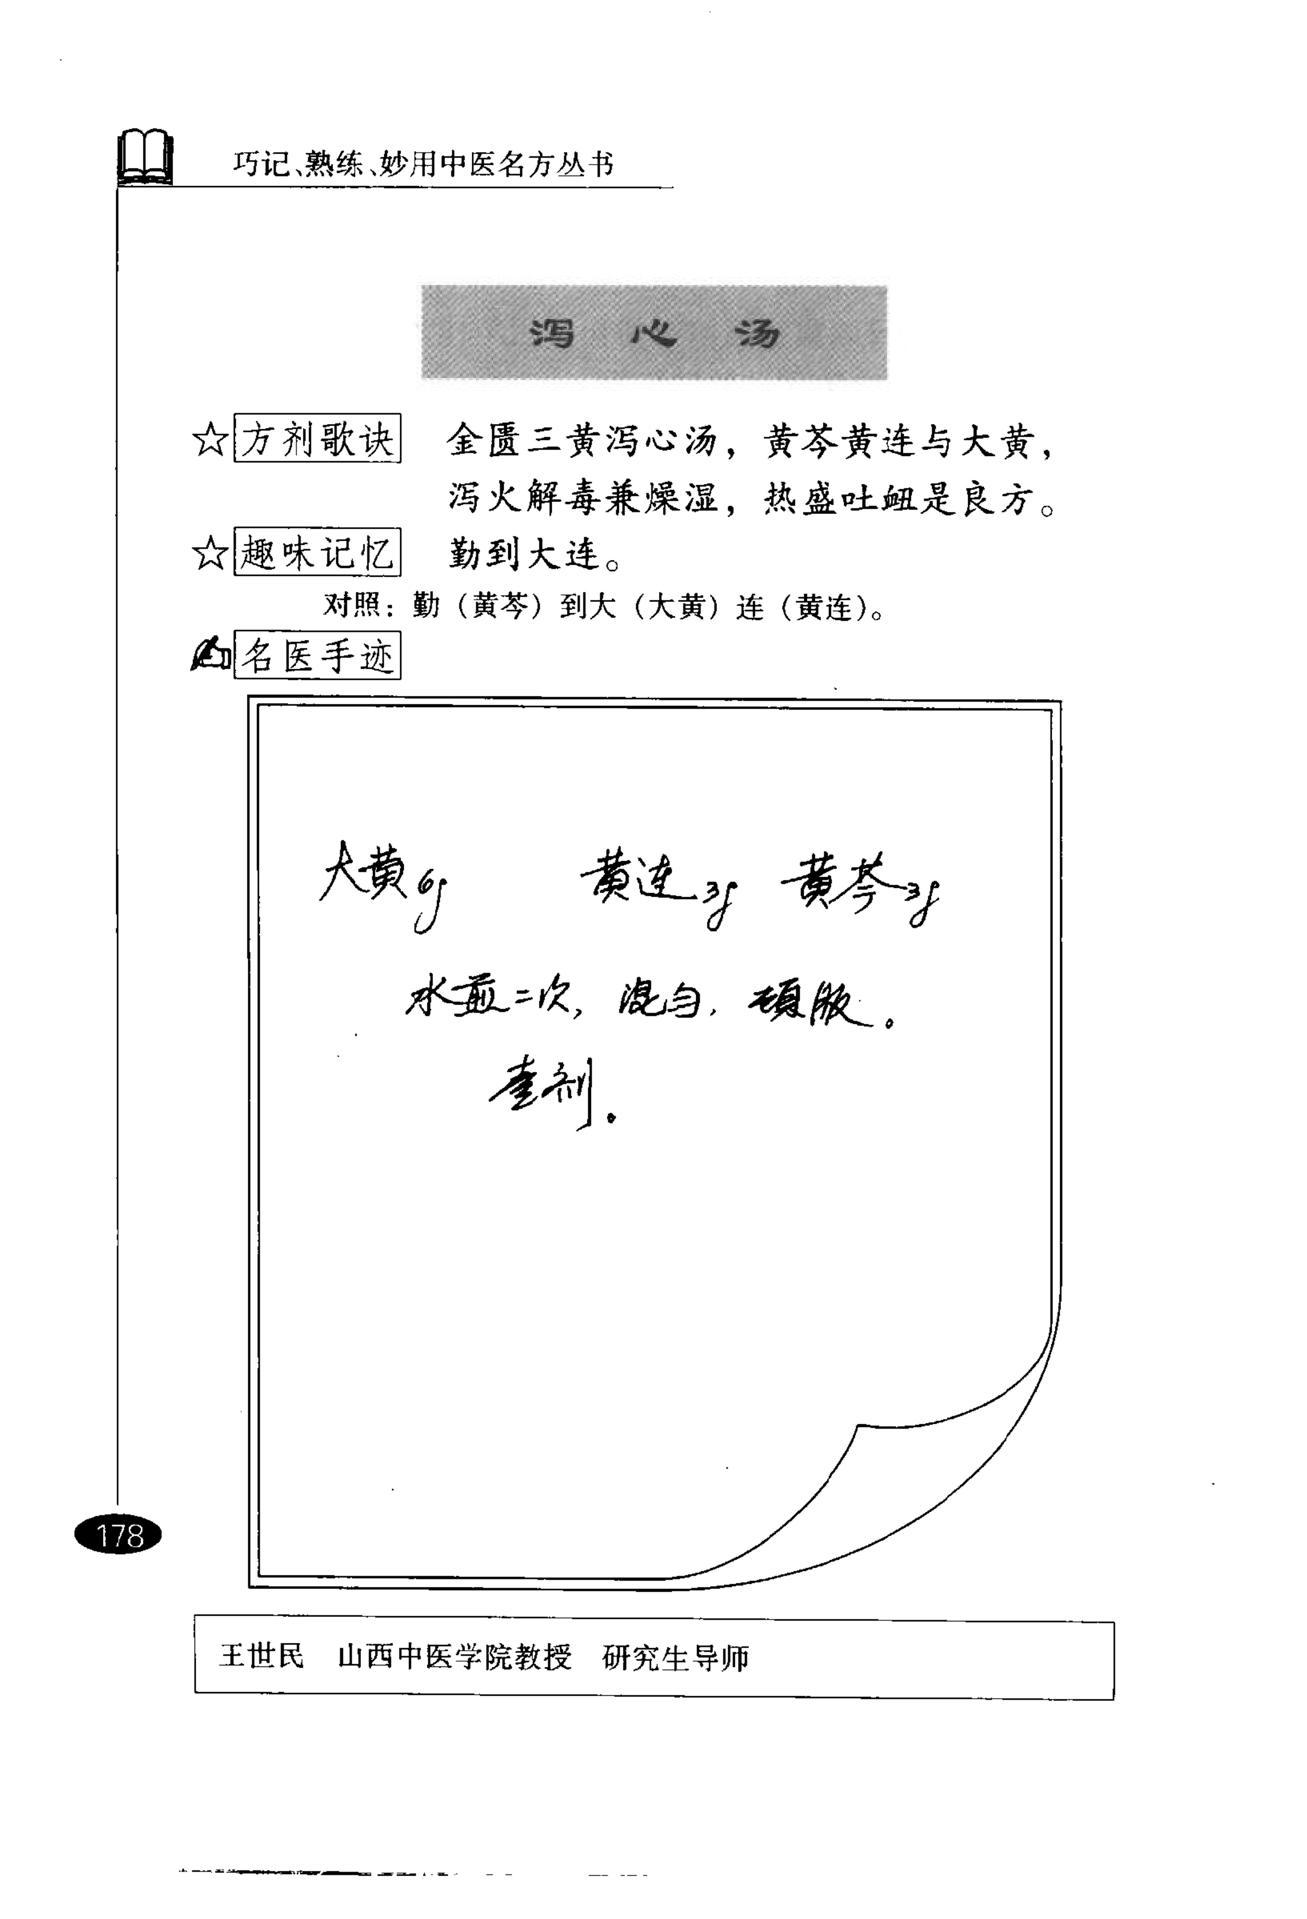 巧记、熟练、妙用中医名方丛书
泻心汤
☆方剂歌诀 金匮三黄泻心汤，黄芩黄连与大黄，
泻火解毒兼燥湿，热盛吐衄是良方。
☆趣味记忆 勤到大连。
对照：勤（黄芩）到大（大黄）连（黄连）。
名医手迹
大黄6g 黄连3g 黄芩3g
水煎二次，混匀，顿服。
剂。
178
王世民 山西中医学院教授 研究生导师